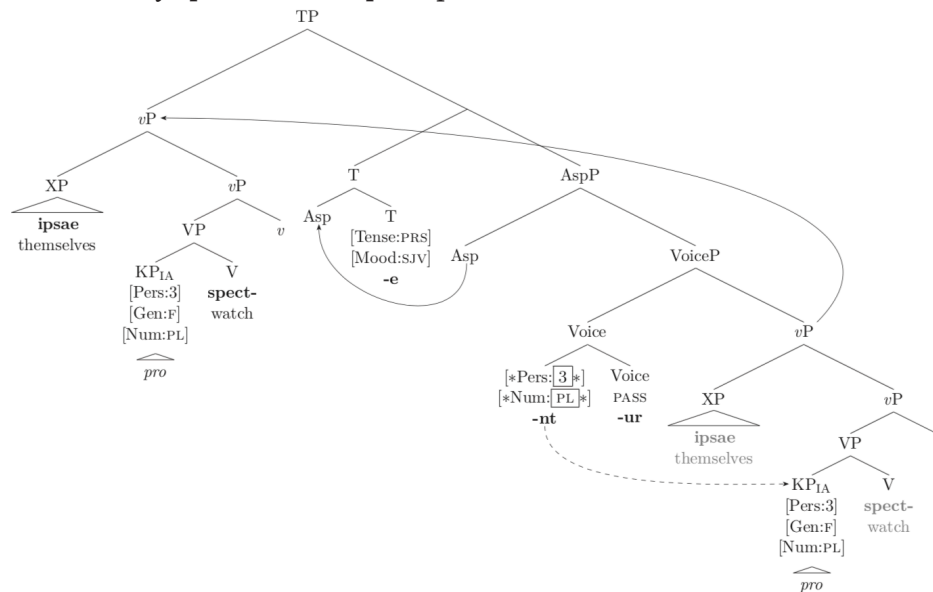 TP
vP
XP
vP
T
AspP
ipsae
themselves
VP
v
Asp
T
[Tense:PRS]
[Mood:SJV]
-e
Asp
VoiceP
KP_IA
[Pers:3]
[Gen:F]
[Num:PL]
V
spect-
watch
pro
Voice
vP
[*Pers: 3 *]
[*Num: PL *]
-nt
Voice
PASS
-ur
XP
vP
ipsae
themselves
VP
KP_IA
[Pers:3]
[Gen:F]
[Num:PL]
V
spect-
watch
pro